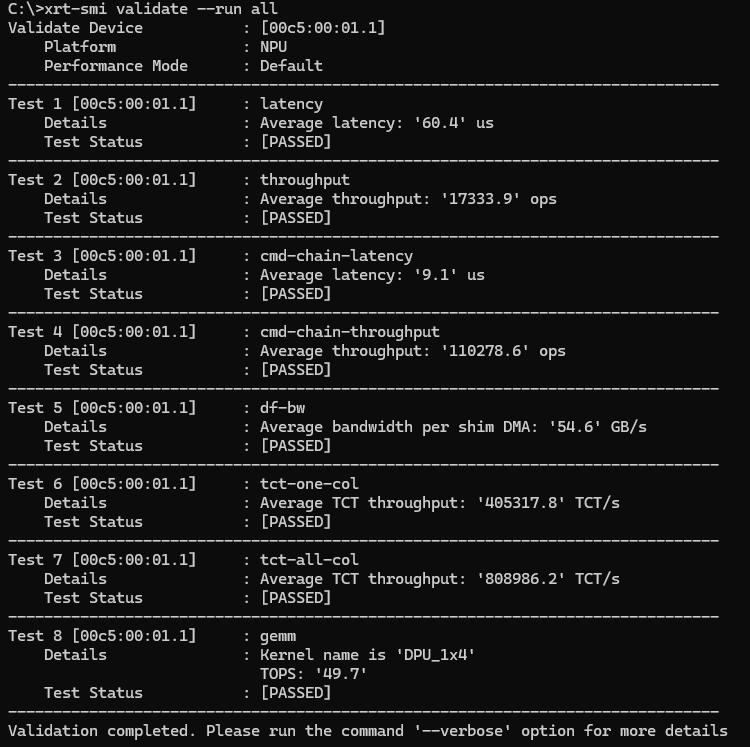 C:\>xrt-smi validate --run all
Validate Device           : [00c5:00:01.1]
    Platform              : NPU
    Performance Mode      : Default
-------------------------------------------------------------------------------
Test 1 [00c5:00:01.1]     : latency
    Details               : Average latency: '60.4' us
    Test Status           : [PASSED]
-------------------------------------------------------------------------------
Test 2 [00c5:00:01.1]     : throughput
    Details               : Average throughput: '17333.9' ops
    Test Status           : [PASSED]
-------------------------------------------------------------------------------
Test 3 [00c5:00:01.1]     : cmd-chain-latency
    Details               : Average latency: '9.1' us
    Test Status           : [PASSED]
-------------------------------------------------------------------------------
Test 4 [00c5:00:01.1]     : cmd-chain-throughput
    Details               : Average throughput: '110278.6' ops
    Test Status           : [PASSED]
-------------------------------------------------------------------------------
Test 5 [00c5:00:01.1]     : df-bw
    Details               : Average bandwidth per shim DMA: '54.6' GB/s
    Test Status           : [PASSED]
-------------------------------------------------------------------------------
Test 6 [00c5:00:01.1]     : tct-one-col
    Details               : Average TCT throughput: '405317.8' TCT/s
    Test Status           : [PASSED]
-------------------------------------------------------------------------------
Test 7 [00c5:00:01.1]     : tct-all-col
    Details               : Average TCT throughput: '808986.2' TCT/s
    Test Status           : [PASSED]
-------------------------------------------------------------------------------
Test 8 [00c5:00:01.1]     : gemm
    Details               : Kernel name is 'DPU_1x4'
                            TOPS: '49.7'
    Test Status           : [PASSED]
-------------------------------------------------------------------------------
Validation completed. Please run the command '--verbose' option for more details